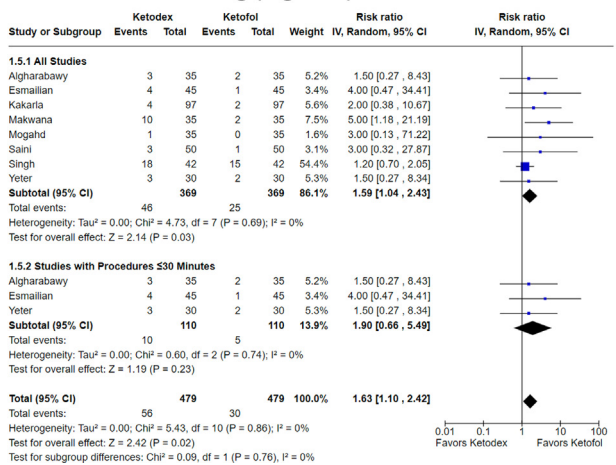 Ketodex Ketofol Risk ratio Risk ratio
Study or Subgroup Events Total Events Total Weight IV, Random, 95% CI IV, Random, 95% CI
1.5.1 All Studies
Algharabawy 3 35 2 35 5.2% 1.50 [0.27 , 8.43]
Esmailian 4 45 1 45 3.4% 4.00 [0.47 , 34.41]
Kakarla 4 97 2 97 5.6% 2.00 [0.38 , 10.67]
Makwana 10 35 2 35 7.5% 5.00 [1.18 , 21.19]
Mogahd 1 35 0 35 1.5% 3.00 [0.13 , 71.22]
Saini 3 50 1 50 3.2% 3.00 [0.32 , 27.87]
Singh 18 42 15 42 54.4% 1.20 [0.70 , 2.05]
Yeter 3 30 2 30 5.3% 1.50 [0.27 , 8.34]
Subtotal (95% CI) 369 369 86.1% 1.59 [1.04 , 2.43]
Total events: 46 25
Heterogeneity: Tau² = 0.00; Chi² = 4.73, df = 7 (P = 0.69); I² = 0%
Test for overall effect: Z = 2.14 (P = 0.03)
1.5.2 Studies with Procedures ≤30 Minutes
Algharabawy 3 35 2 35 5.2% 1.50 [0.27 , 8.43]
Esmailian 4 45 1 45 3.4% 4.00 [0.47 , 34.41]
Yeter 3 30 2 30 5.3% 1.50 [0.27 , 8.34]
Subtotal (95% CI) 110 110 13.9% 1.90 [0.66 , 5.49]
Total events: 10 5
Heterogeneity: Tau² = 0.00; Chi² = 0.60, df = 2 (P = 0.74); I² = 0%
Test for overall effect: Z = 1.19 (P = 0.23)
Total (95% CI) 479 479 100.0% 1.63 [1.10 , 2.42]
Total events: 56 30
Heterogeneity: Tau² = 0.00; Chi² = 5.43, df = 10 (P = 0.86); I² = 0%
Test for overall effect: Z = 2.42 (P = 0.02)
Test for subgroup differences: Chi² = 0.09, df = 1 (P = 0.76), I² = 0%
0.01 0.1 1 10 100
Favors Ketodex Favors Ketofol